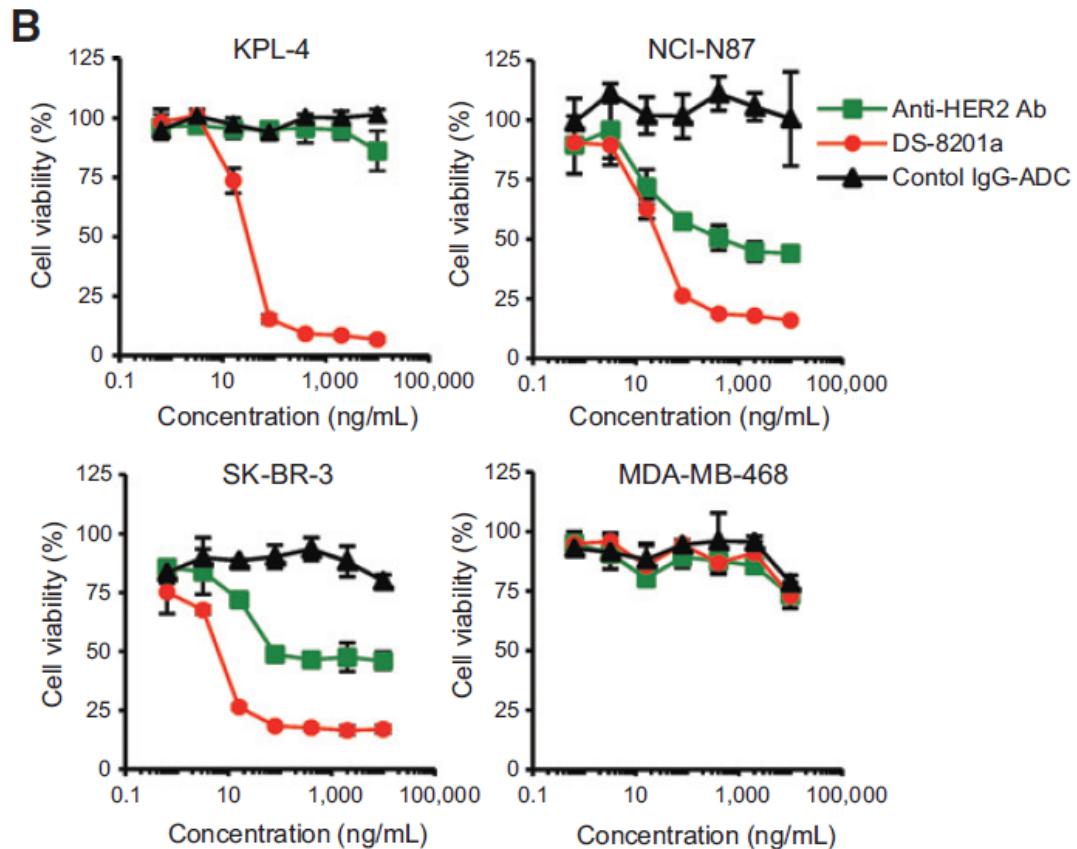 B
KPL-4
125
100
75
50
25
0
Cell viability (%)
0.1 10 1,000 100,000
Concentration (ng/mL)
NCI-N87
125
100
75
50
25
0
Cell viability (%)
0.1 10 1,000 100,000
Concentration (ng/mL)
Anti-HER2 Ab
DS-8201a
Contol IgG-ADC
SK-BR-3
125
100
75
50
25
0
Cell viability (%)
0.1 10 1,000 100,000
Concentration (ng/mL)
MDA-MB-468
125
100
75
50
25
0
Cell viability (%)
0.1 10 1,000 100,000
Concentration (ng/mL)